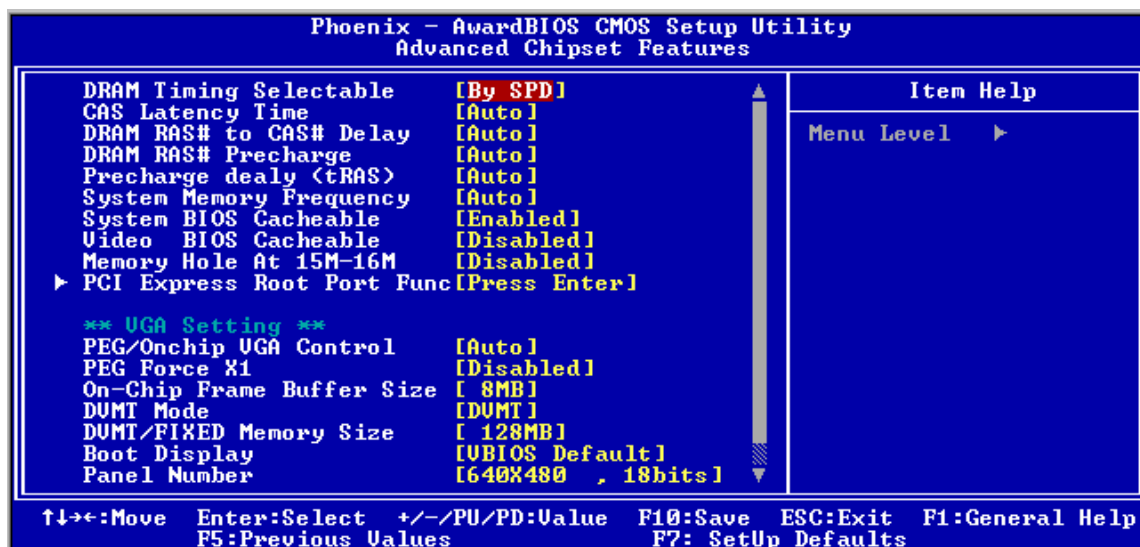 Phoenix - AwardBIOS CMOS Setup Utility
Advanced Chipset Features
DRAM Timing Selectable [By SPD]
CAS Latency Time [Auto]
DRAM RAS# to CAS# Delay [Auto]
DRAM RAS# Precharge [Auto]
Precharge dealy (tRAS) [Auto]
System Memory Frequency [Auto]
System BIOS Cacheable [Enabled]
Video BIOS Cacheable [Disabled]
Memory Hole At 15M-16M [Disabled]
▶ PCI Express Root Port Func[Press Enter]
** VGA Setting **
PEG/Onchip VGA Control [Auto]
PEG Force X1 [Disabled]
On-Chip Frame Buffer Size [ 8MB]
DVMT Mode [DVMT]
DVMT/FIXED Memory Size [ 128MB]
Boot Display [VBIOS Default]
Panel Number [640X480 , 18bits]
Item Help
Menu Level ▶
↑↓→←:Move Enter:Select +/-/PU/PD:Value F10:Save ESC:Exit F1:General Help
F5:Previous Values F7: SetUp Defaults